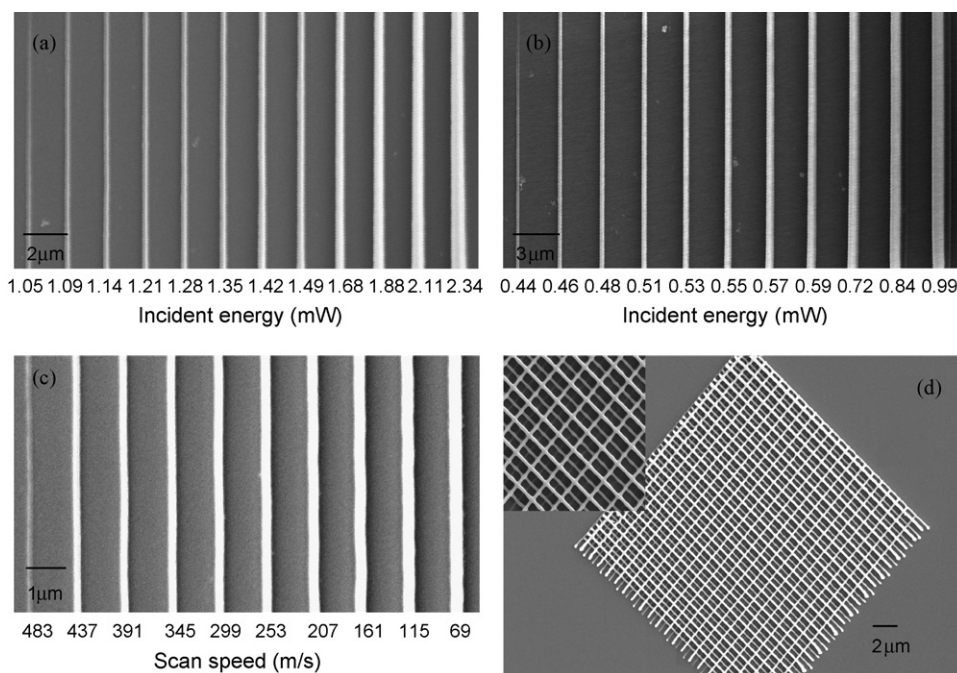 (a)
2μm
1.05 1.09 1.14 1.21 1.28 1.35 1.42 1.49 1.68 1.88 2.11 2.34
Incident energy (mW)
(b)
3μm
0.44 0.46 0.48 0.51 0.53 0.55 0.57 0.59 0.72 0.84 0.99
Incident energy (mW)
(c)
1μm
483 437 391 345 299 253 207 161 115 69
Scan speed (m/s)
(d)
2μm